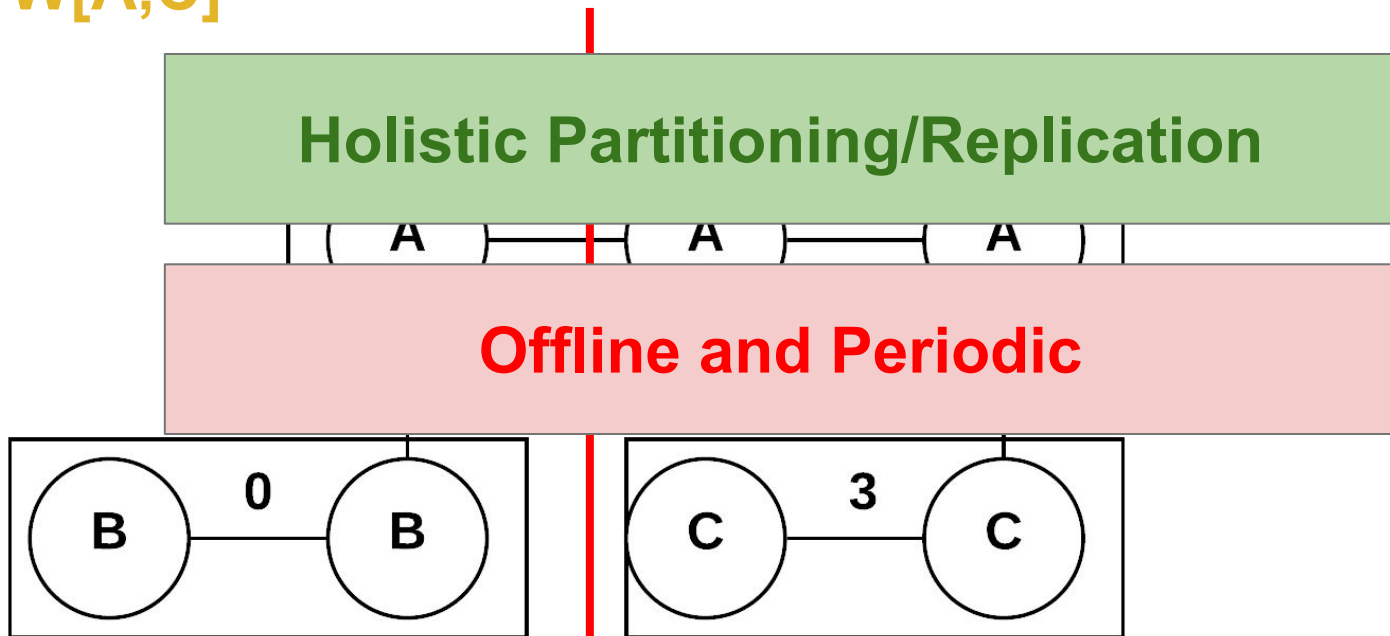 W[A,C]
Holistic Partitioning/Replication
A A A
Offline and Periodic
0 3
B B C C